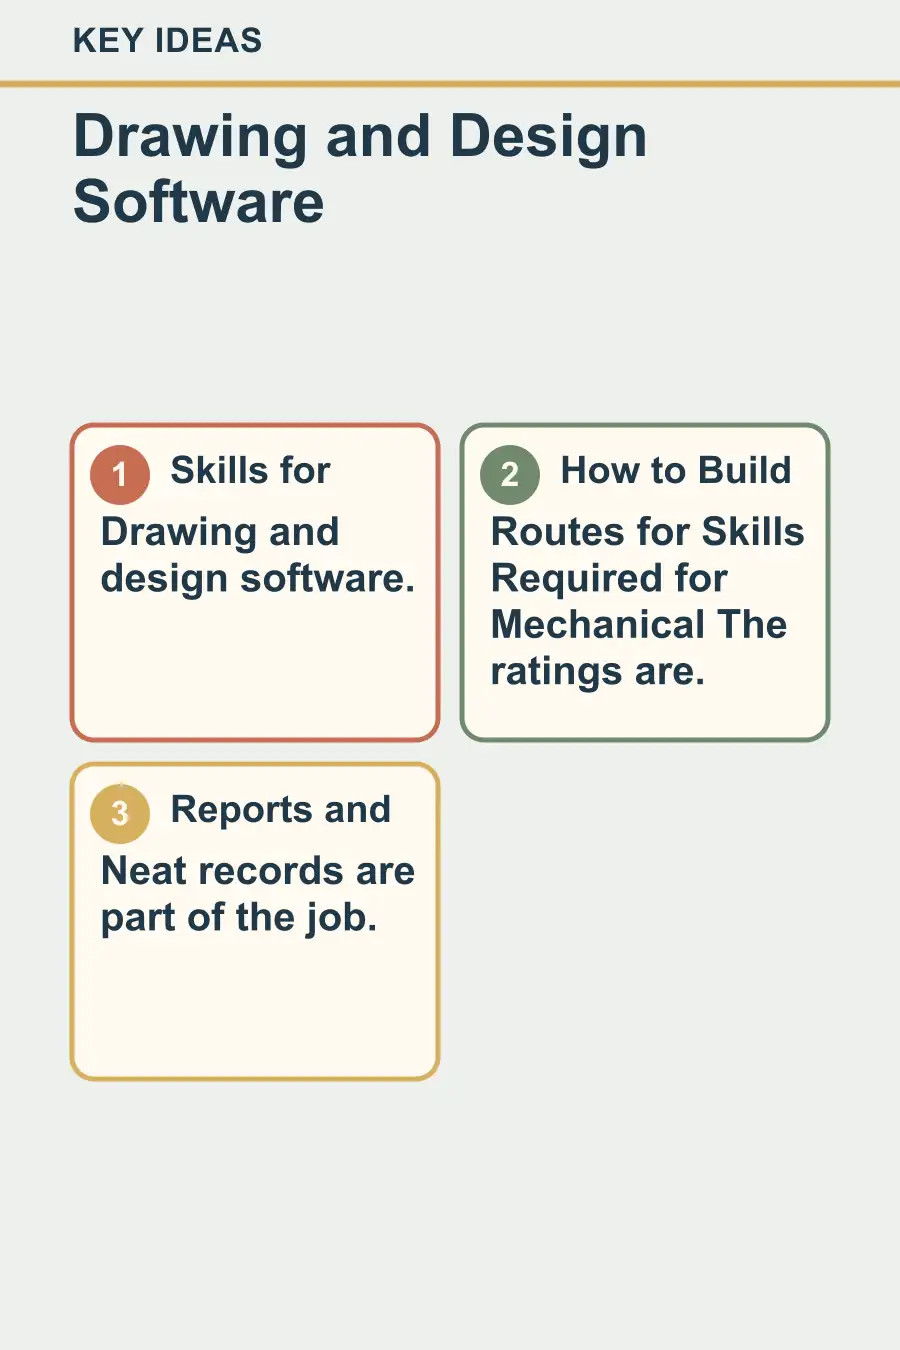 KEY IDEAS
Drawing and Design
Software
1 Skills for
Drawing and
design software.
2 How to Build
Routes for Skills
Required for
Mechanical The
ratings are.
3 Reports and
Neat records are
part of the job.